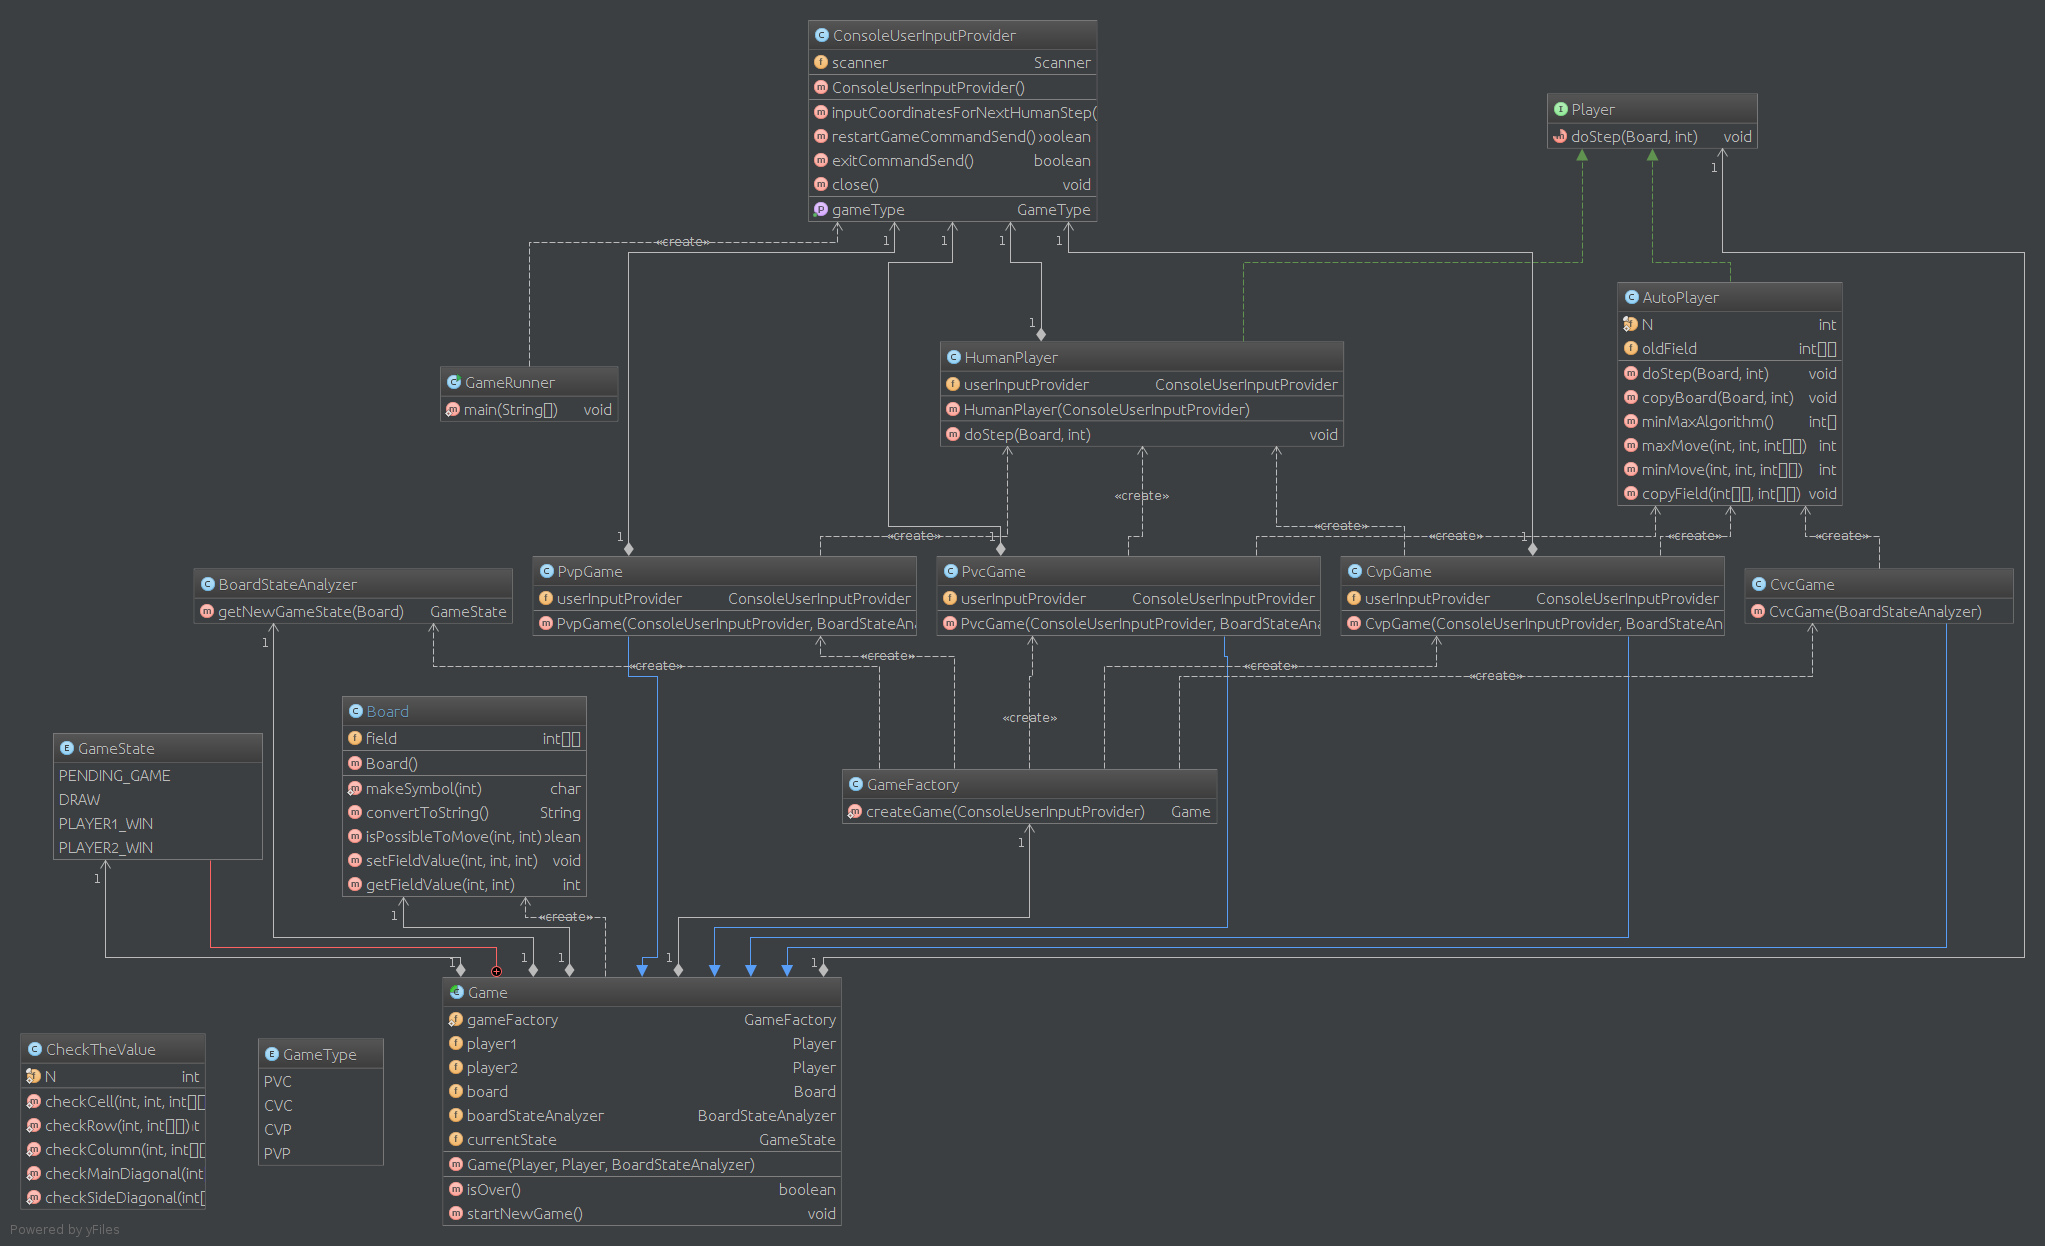 ConsoleUserInputProvider
scanner Scanner
ConsoleUserInputProvider()
inputCoordinatesForNextHumanStep(
restartGameCommandSend() boolean
exitCommandSend() boolean
close() void
gameType GameType
Player
doStep(Board, int) void
1
1
1
1
1
«create»
AutoPlayer
N int
oldField int[][]
doStep(Board, int) void
copyBoard(Board, int) void
minMaxAlgorithm() int[]
maxMove(int, int, int[][]) int
minMove(int, int, int[][]) int
copyField(int[][], int[][]) void
1
HumanPlayer
userInputProvider ConsoleUserInputProvider
HumanPlayer(ConsoleUserInputProvider)
doStep(Board, int) void
GameRunner
main(String[]) void
«create»
«create»
1
«create»
1
«create»
1
«create»
«create»
BoardStateAnalyzer
getNewGameState(Board) GameState
PvpGame
userInputProvider ConsoleUserInputProvider
PvpGame(ConsoleUserInputProvider, BoardStateAn
PvcGame
userInputProvider ConsoleUserInputProvider
PvcGame(ConsoleUserInputProvider, BoardStateAn
CvpGame
userInputProvider ConsoleUserInputProvider
CvpGame(ConsoleUserInputProvider, BoardStateAn
CvcGame
CvcGame(BoardStateAnalyzer)
1
«create»
«create»
«create»
«create»
«create»
Board
field int[][]
Board()
makeSymbol(int) char
convertToString() String
isPossibleToMove(int, int) olean
setFieldValue(int, int, int) void
getFieldValue(int, int) int
GameState
PENDING_GAME
DRAW
PLAYER1_WIN
PLAYER2_WIN
GameFactory
createGame(ConsoleUserInputProvider) Game
1
1
1
«create»
1
1
1
1
1
Game
gameFactory GameFactory
player1 Player
player2 Player
board Board
boardStateAnalyzer BoardStateAnalyzer
currentState GameState
Game(Player, Player, BoardStateAnalyzer)
isOver() boolean
startNewGame() void
CheckTheValue
N int
checkCell(int, int, int[][]
checkRow(int, int[][]) t
checkColumn(int, int[][]
checkMainDiagonal(int
checkSideDiagonal(int[
GameType
PVC
CVC
CVP
PVP
Powered by yFiles